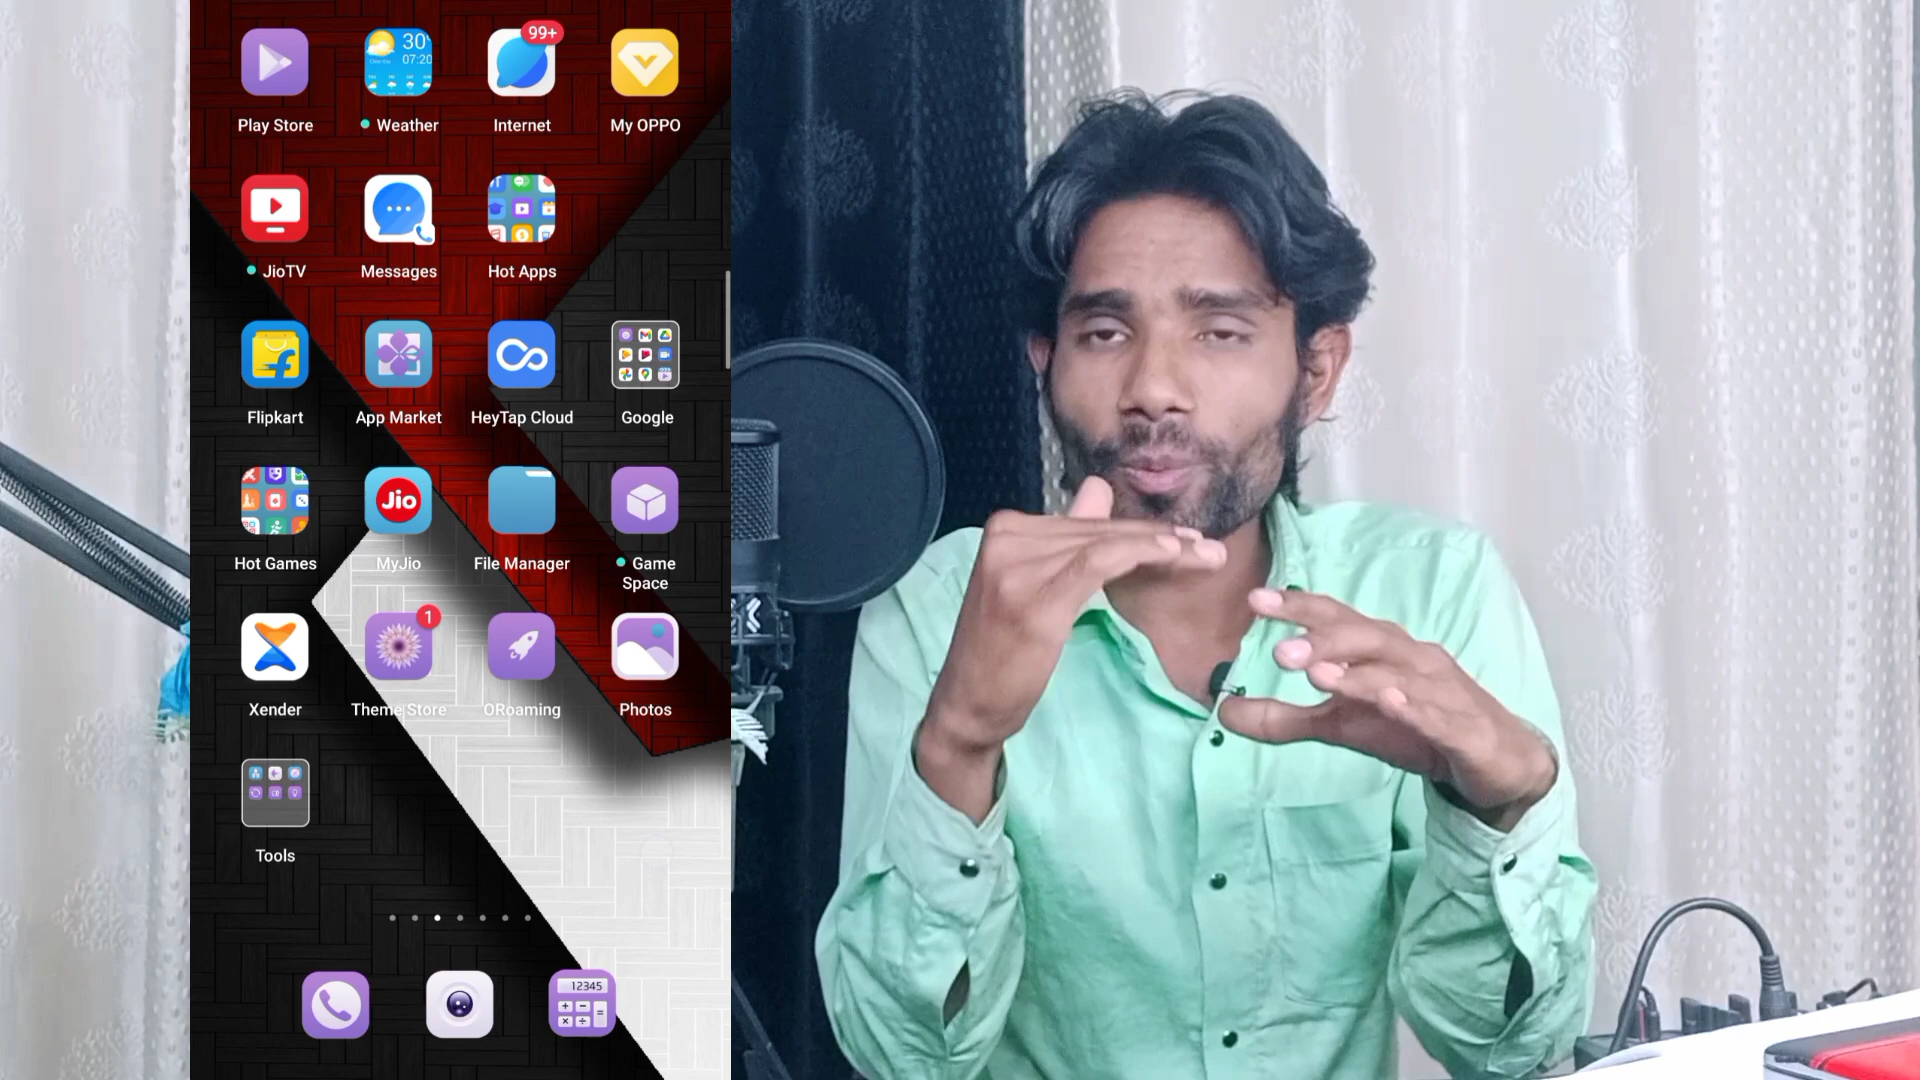 30°
07:20
99+
Play Store
Weather
Internet
My OPPO
JioTV
Messages
Hot Apps
Flipkart
App Market
HeyTap Cloud
Google
Jio
Hot Games
MyJio
File Manager
Game
Space
1
Xender
Theme Store
ORoaming
Photos
Tools
12345